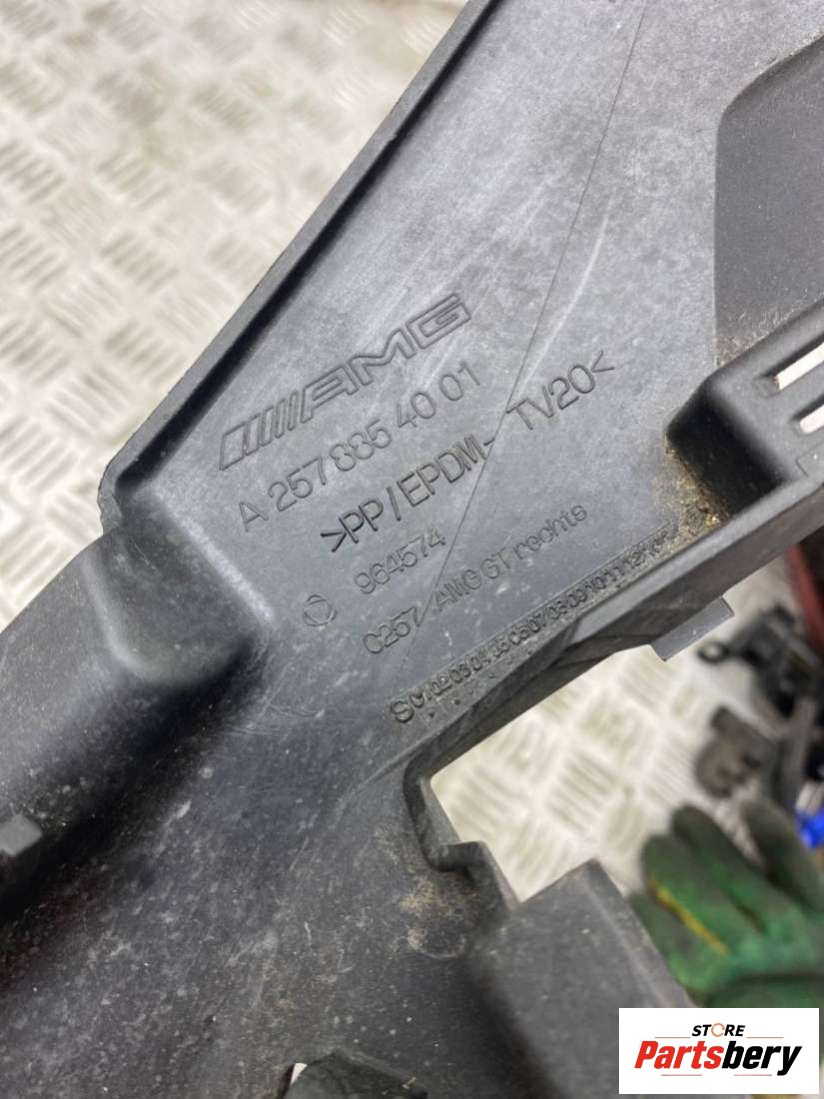 AMG
A 257 885 40 01
>PP/EPDM-TV20<
964574
C257/AMG GT rechts
STORE
Partsbery